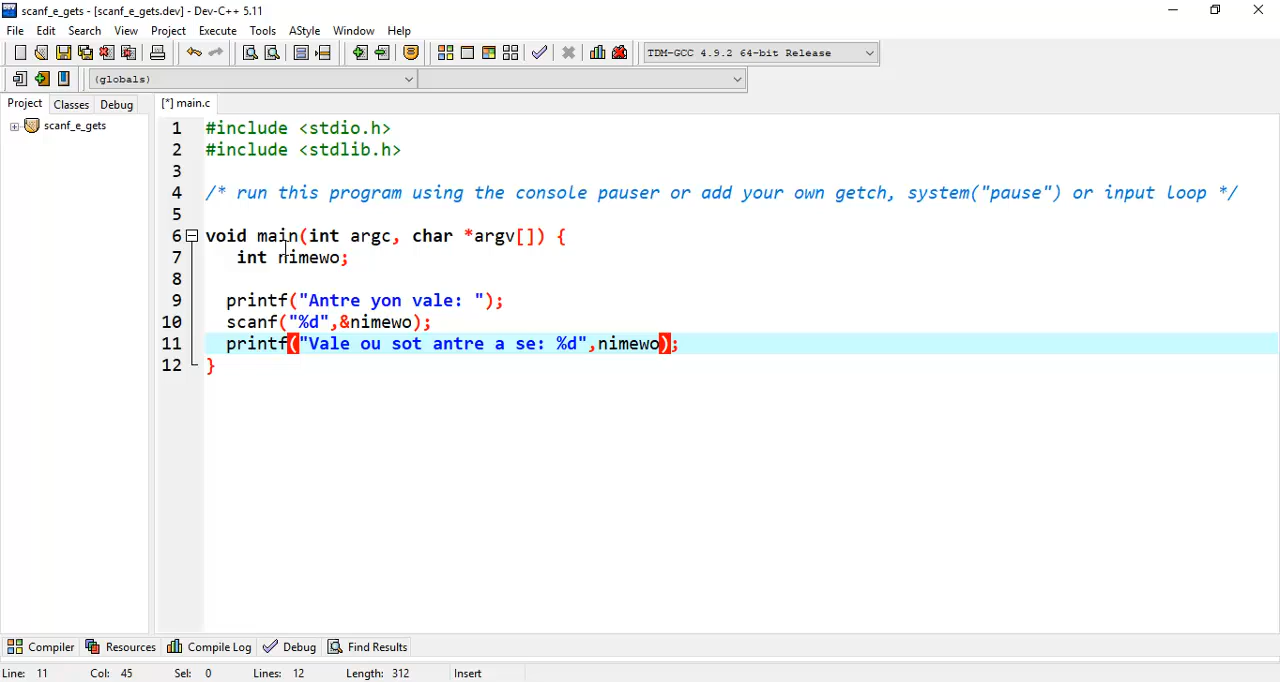 scanf_e_gets - [scanf_e_gets.dev] - Dev-C++ 5.11
File Edit Search View Project Execute Tools AStyle Window Help
TDM-GCC 4.9.2 64-bit Release
(globals)
Project Classes Debug [*] main.c
scanf_e_gets
1 #include <stdio.h>
2 #include <stdlib.h>
3
4 /* run this program using the console pauser or add your own getch, system("pause") or input loop */
5
6 void main(int argc, char *argv[]) {
7 int nimewo;
8
9 printf("Antre yon vale: ");
10 scanf("%d",&nimewo);
11 printf("Vale ou sot antre a se: %d",nimewo);
12 }
Compiler Resources Compile Log Debug Find Results
Line: 11 Col: 45 Sel: 0 Lines: 12 Length: 312 Insert